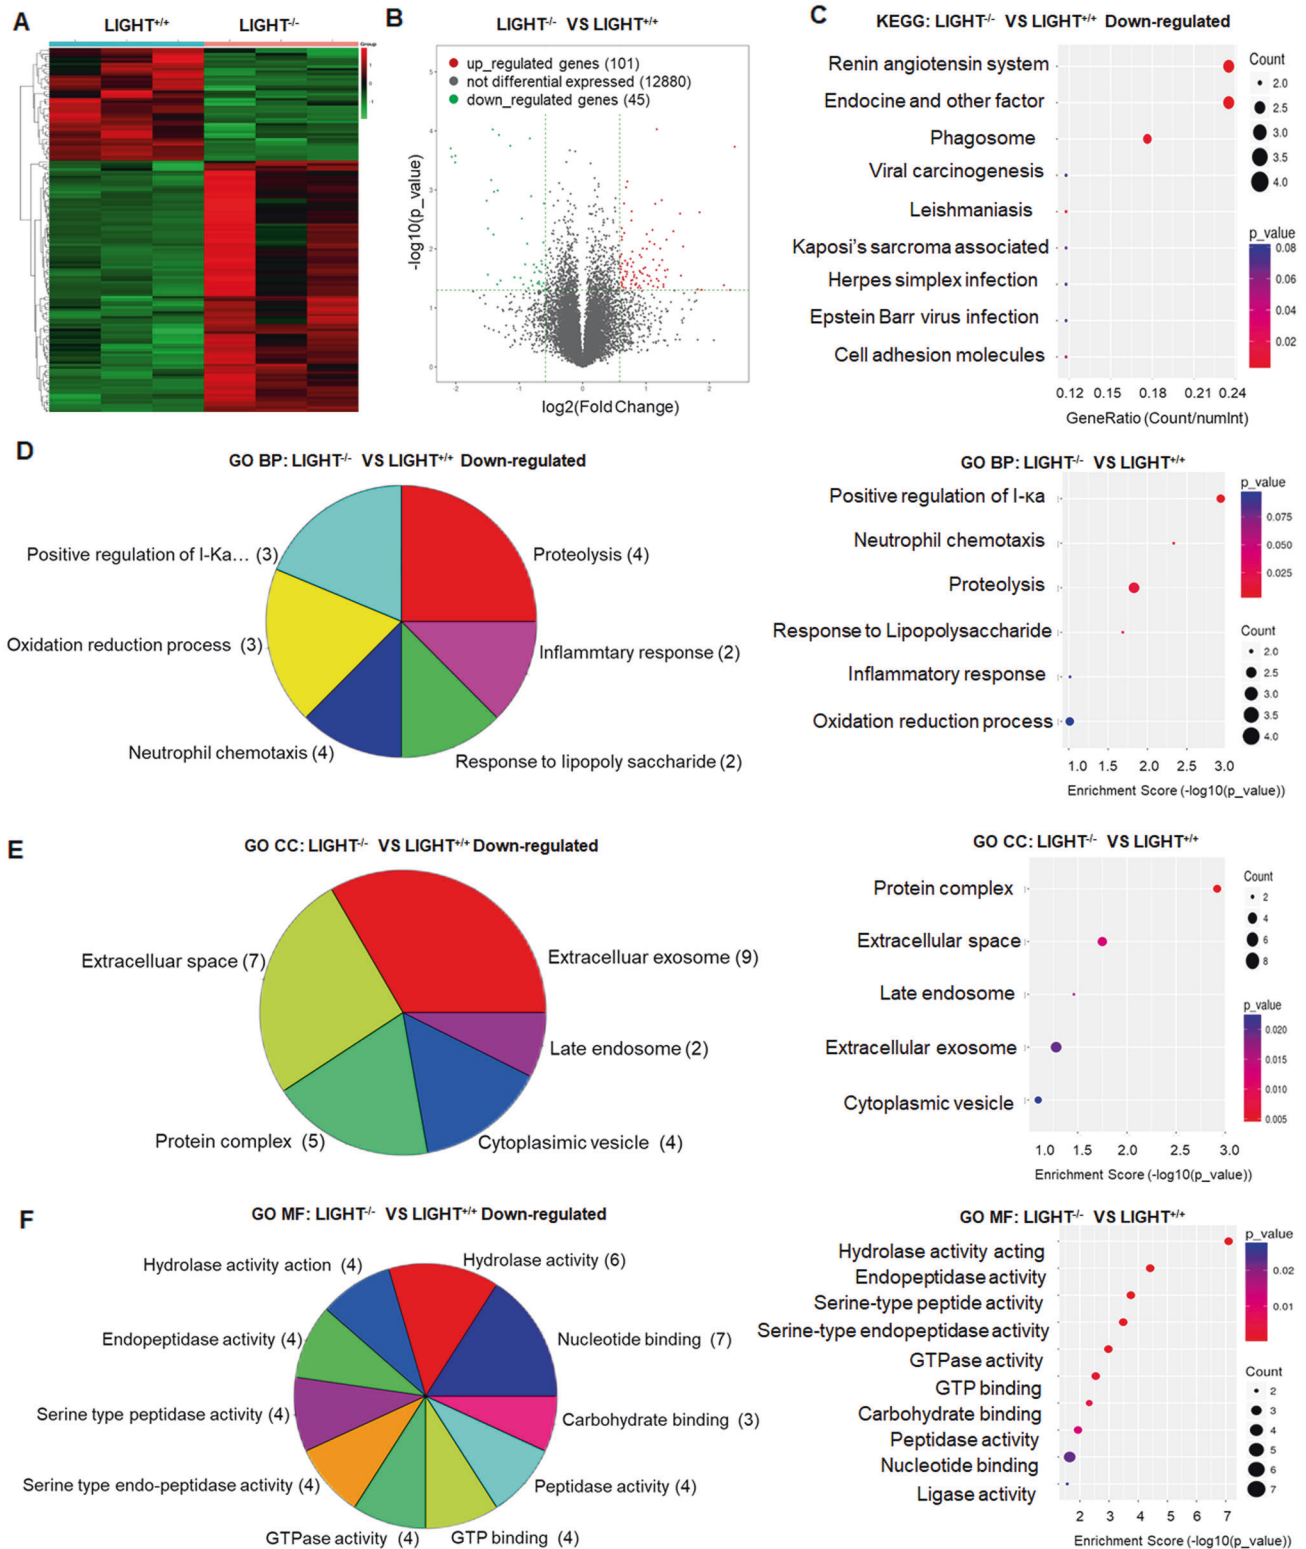 A
LIGHT+/+
LIGHT-/-
Group
1
0
-1
B
LIGHT-/- VS LIGHT+/+
up_regulated genes (101)
not differential expressed (12880)
down_regulated genes (45)
-log10(p_value)
5
4
3
2
1
0
-2
-1
0
1
2
log2(Fold Change)
C
KEGG: LIGHT-/- VS LIGHT+/+ Down-regulated
Renin angiotensin system
Endocine and other factor
Phagosome
Viral carcinogenesis
Leishmaniasis
Kaposi's sarcoma associated
Herpes simplex infection
Epstein Barr virus infection
Cell adhesion molecules
0.12 0.15 0.18 0.21 0.24
GeneRatio (Count/numInt)
Count
2.0
2.5
3.0
3.5
4.0
p_value
0.08
0.06
0.04
0.02
D
GO BP: LIGHT-/- VS LIGHT+/+ Down-regulated
Positive regulation of I-Ka... (3)
Proteolysis (4)
Oxidation reduction process (3)
Inflammtary response (2)
Neutrophil chemotaxis (4)
Response to lipopoly saccharide (2)
GO BP: LIGHT-/- VS LIGHT+/+
Positive regulation of I-κa
Neutrophil chemotaxis
Proteolysis
Response to Lipopolysaccharide
Inflammatory response
Oxidation reduction process
1.0 1.5 2.0 2.5 3.0
Enrichment Score (-log10(p_value))
p_value
0.075
0.050
0.025
Count
2.0
2.5
3.0
3.5
4.0
E
GO CC: LIGHT-/- VS LIGHT+/+ Down-regulated
Extracelluar space (7)
Extracelluar exosome (9)
Late endosome (2)
Protein complex (5)
Cytoplasimic vesicle (4)
GO CC: LIGHT-/- VS LIGHT+/+
Protein complex
Extracellular space
Late endosome
Extracellular exosome
Cytoplasmic vesicle
1.0 1.5 2.0 2.5 3.0
Enrichment Score (-log10(p_value))
Count
2
4
6
8
p_value
0.020
0.015
0.010
0.005
F
GO MF: LIGHT-/- VS LIGHT+/+ Down-regulated
Hydrolase activity action (4)
Hydrolase activity (6)
Endopeptidase activity (4)
Nucleotide binding (7)
Serine type peptidase activity (4)
Carbohydrate binding (3)
Serine type endo-peptidase activity (4)
Peptidase activity (4)
GTPase activity (4)
GTP binding (4)
GO MF: LIGHT-/- VS LIGHT+/+
Hydrolase activity acting
Endopeptidase activity
Serine-type peptide activity
Serine-type endopeptidase activity
GTPase activity
GTP binding
Carbohydrate binding
Peptidase activity
Nucleotide binding
Ligase activity
2 3 4 5 6 7
Enrichment Score (-log10(p_value))
p_value
0.02
0.01
Count
2
3
4
5
6
7